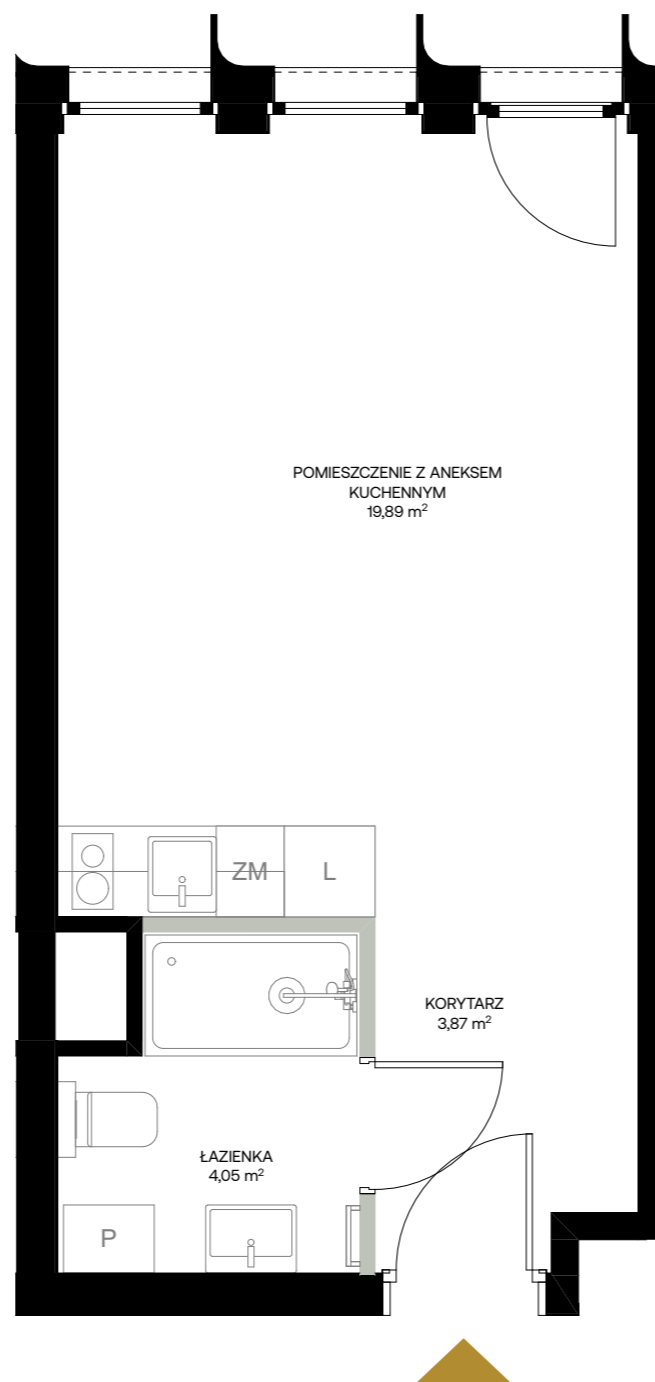 POMIESZCZENIE Z ANEKSEM
KUCHENNYM
19,89 m²
ZM
L
KORYTARZ
3,87 m²
ŁAZIENKA
4,05 m²
P